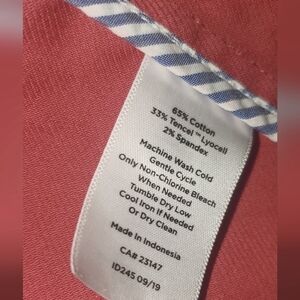 65% Cotton
33% Tencel™ Lyocell
2% Spandex
Machine Wash Cold
Gentle Cycle
Only Non-Chlorine Bleach
When Needed
Tumble Dry Low
Cool Iron If Needed
Or Dry Clean
Made In Indonesia
CA# 23147
ID245 09/19